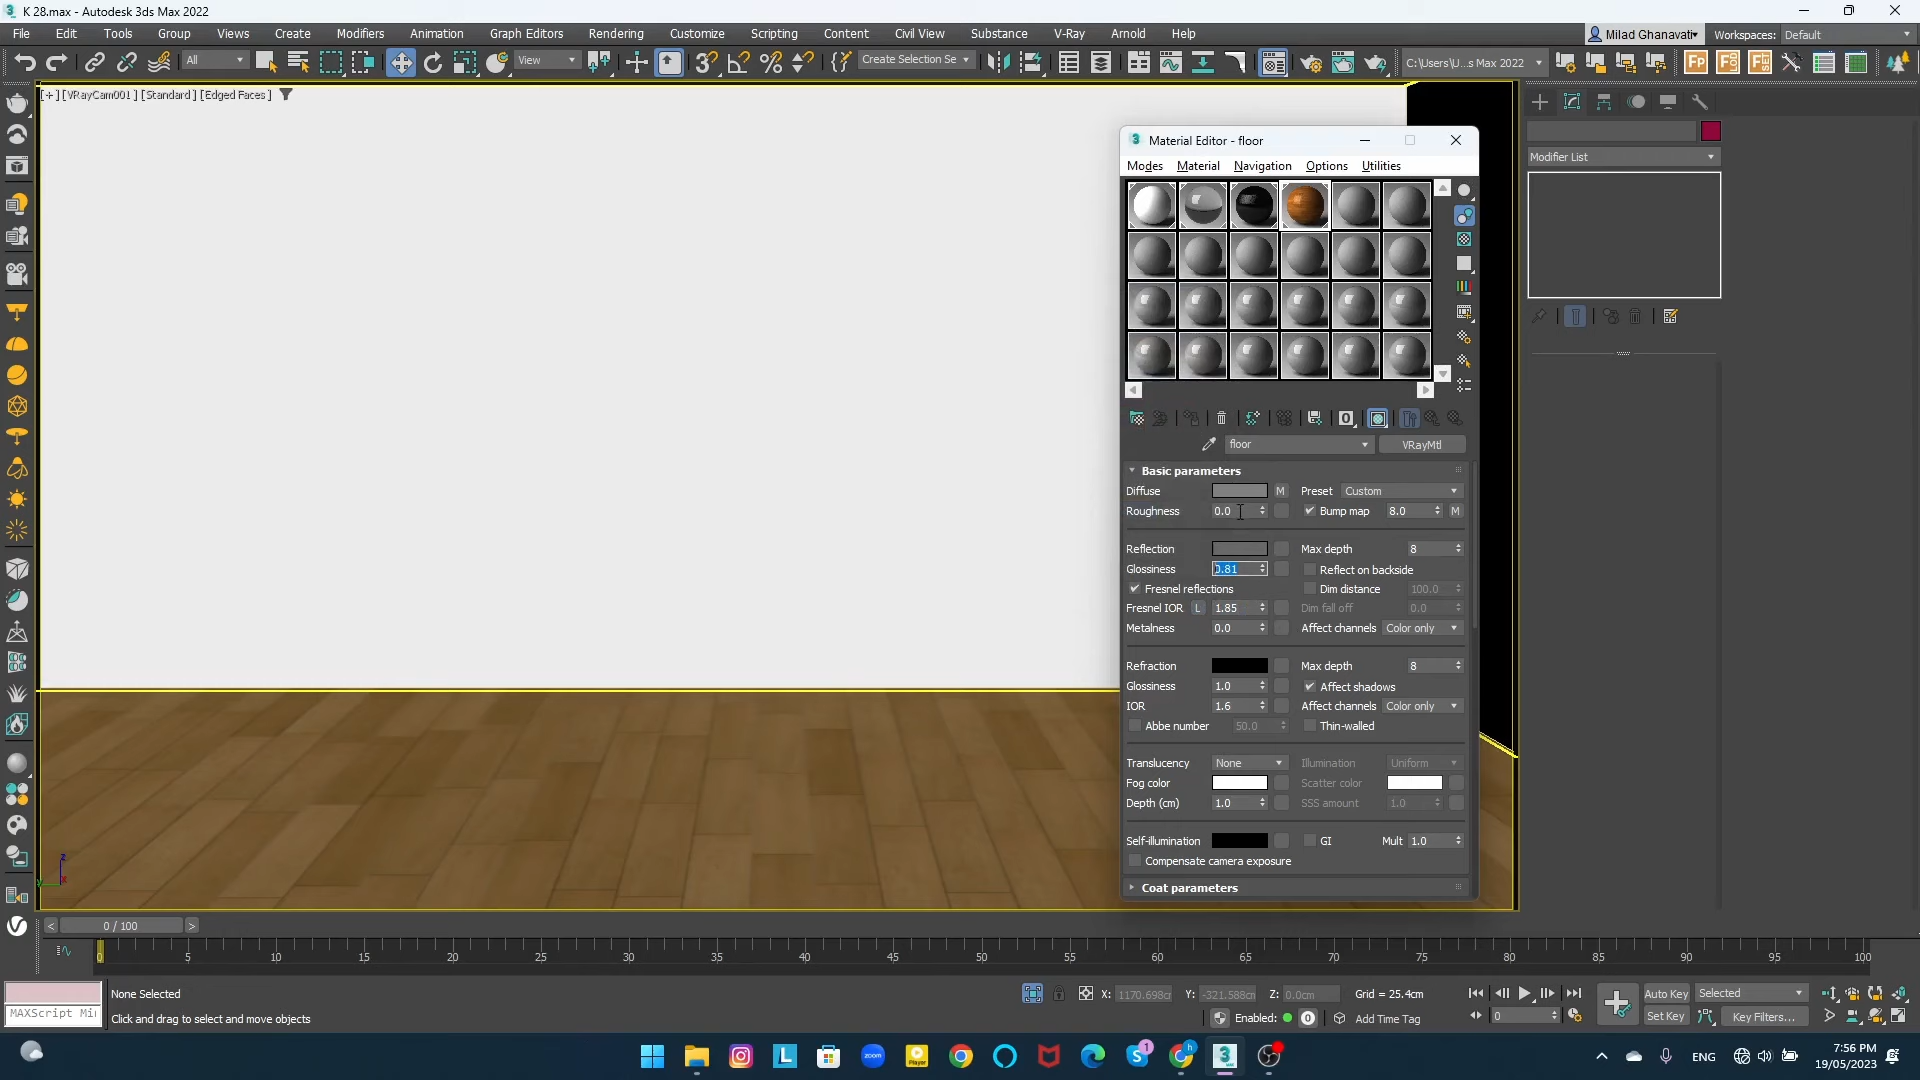 K 28.max - Autodesk 3ds Max 2022
File Edit Tools Group Views Create Modifiers Animation Graph Editors Rendering Customize Scripting Content Civil View Substance V-Ray Arnold Help
Milad Ghanavati Workspaces: Default
All View Create Selection Se C:\Users\U...s Max 2022
[+] [VRayCam001] [Standard] [Edged Faces]
Modifier List
Material Editor - floor
Modes Material Navigation Options Utilities
floor VRayMtl
Basic parameters
Diffuse M Preset Custom
Roughness 0.0 Bump map 8.0 M
Reflection Max depth 8
Glossiness 0.81 Reflect on backside
Fresnel reflections Dim distance 100.0
Fresnel IOR L 1.85 Dim fall off 0.0
Metalness 0.0 Affect channels Color only
Refraction Max depth 8
Glossiness 1.0 Affect shadows
IOR 1.6 Affect channels Color only
Abbe number 50.0 Thin-walled
Translucency None Illumination Uniform
Fog color Scatter color
Depth (cm) 1.0 SSS amount 1.0
Self-illumination GI Mult 1.0
Compensate camera exposure
Coat parameters
< 0 / 100 >
0 5 10 15 20 25 30 35 40 45 50 55 60 65 70 75 80 85 90 95 100
None Selected X: 1170.698cm Y: -321.588cm Z: 0.0cm Grid = 25.4cm Auto Key Selected
MAXScript Mi Click and drag to select and move objects Enabled: 0 Add Time Tag 0 Set Key Key Filters...
ENG 7:56 PM
19/05/2023